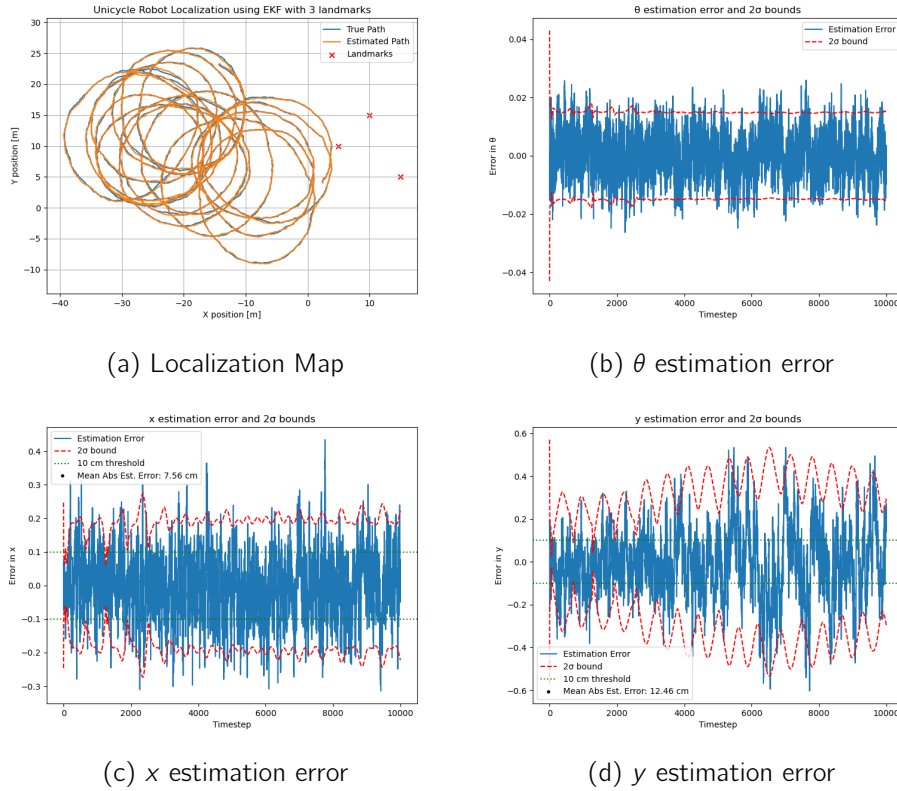 Unicycle Robot Localization using EKF with 3 landmarks
True Path
Estimated Path
Landmarks
30
25
20
15
10
5
0
−5
−10
Y position [m]
−40
−30
−20
−10
0
10
X position [m]
(a) Localization Map
θ estimation error and 2σ bounds
Estimation Error
2σ bound
0.04
0.02
0.00
−0.02
−0.04
Error in θ
0
2000
4000
6000
8000
10000
Timestep
(b) θ estimation error
x estimation error and 2σ bounds
Estimation Error
2σ bound
10 cm threshold
Mean Abs Est. Error: 7.56 cm
0.4
0.3
0.2
0.1
0.0
−0.1
−0.2
−0.3
Error in x
0
2000
4000
6000
8000
10000
Timestep
(c) x estimation error
y estimation error and 2σ bounds
0.6
0.4
0.2
0.0
−0.2
−0.4
−0.6
Error in y
Estimation Error
2σ bound
10 cm threshold
Mean Abs Est. Error: 12.46 cm
0
2000
4000
6000
8000
10000
Timestep
(d) y estimation error